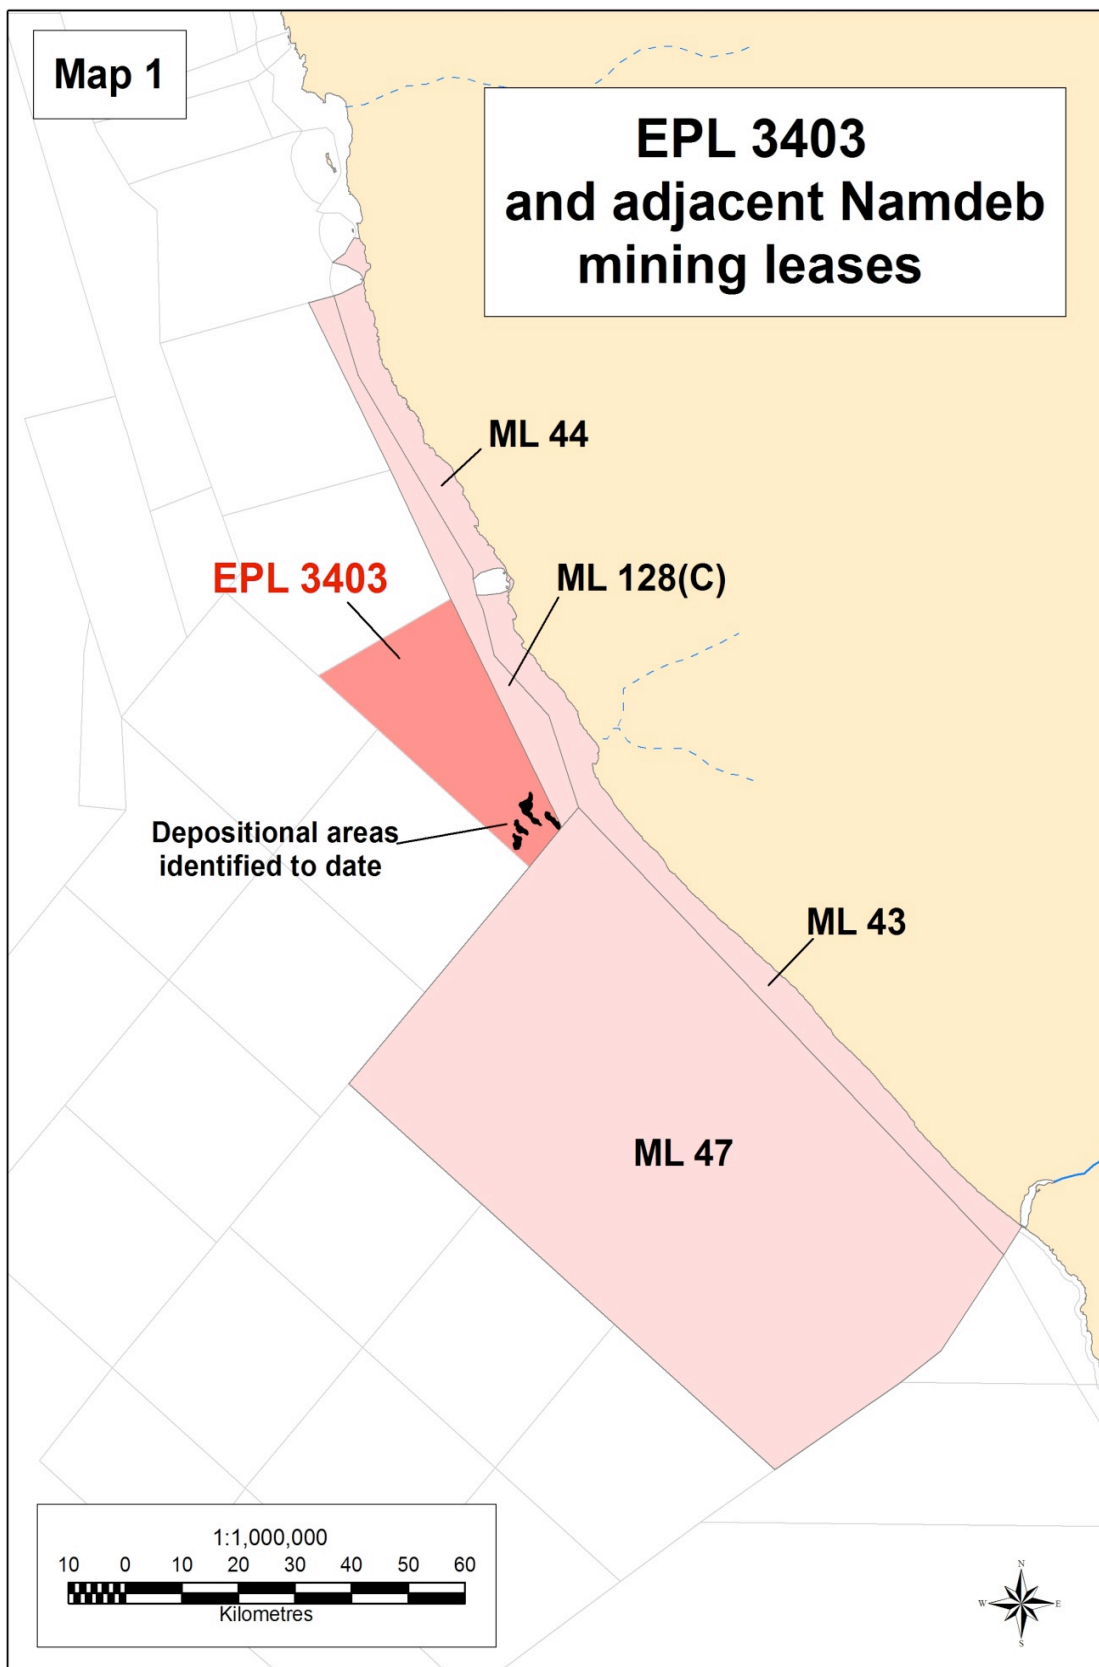 Map 1
EPL 3403
and adjacent Namdeb
mining leases
ML 44
EPL 3403
ML 128(C)
Depositional areas
identified to date
ML 43
ML 47
1:1,000,000
10 0 10 20 30 40 50 60
Kilometres
N
W E
S